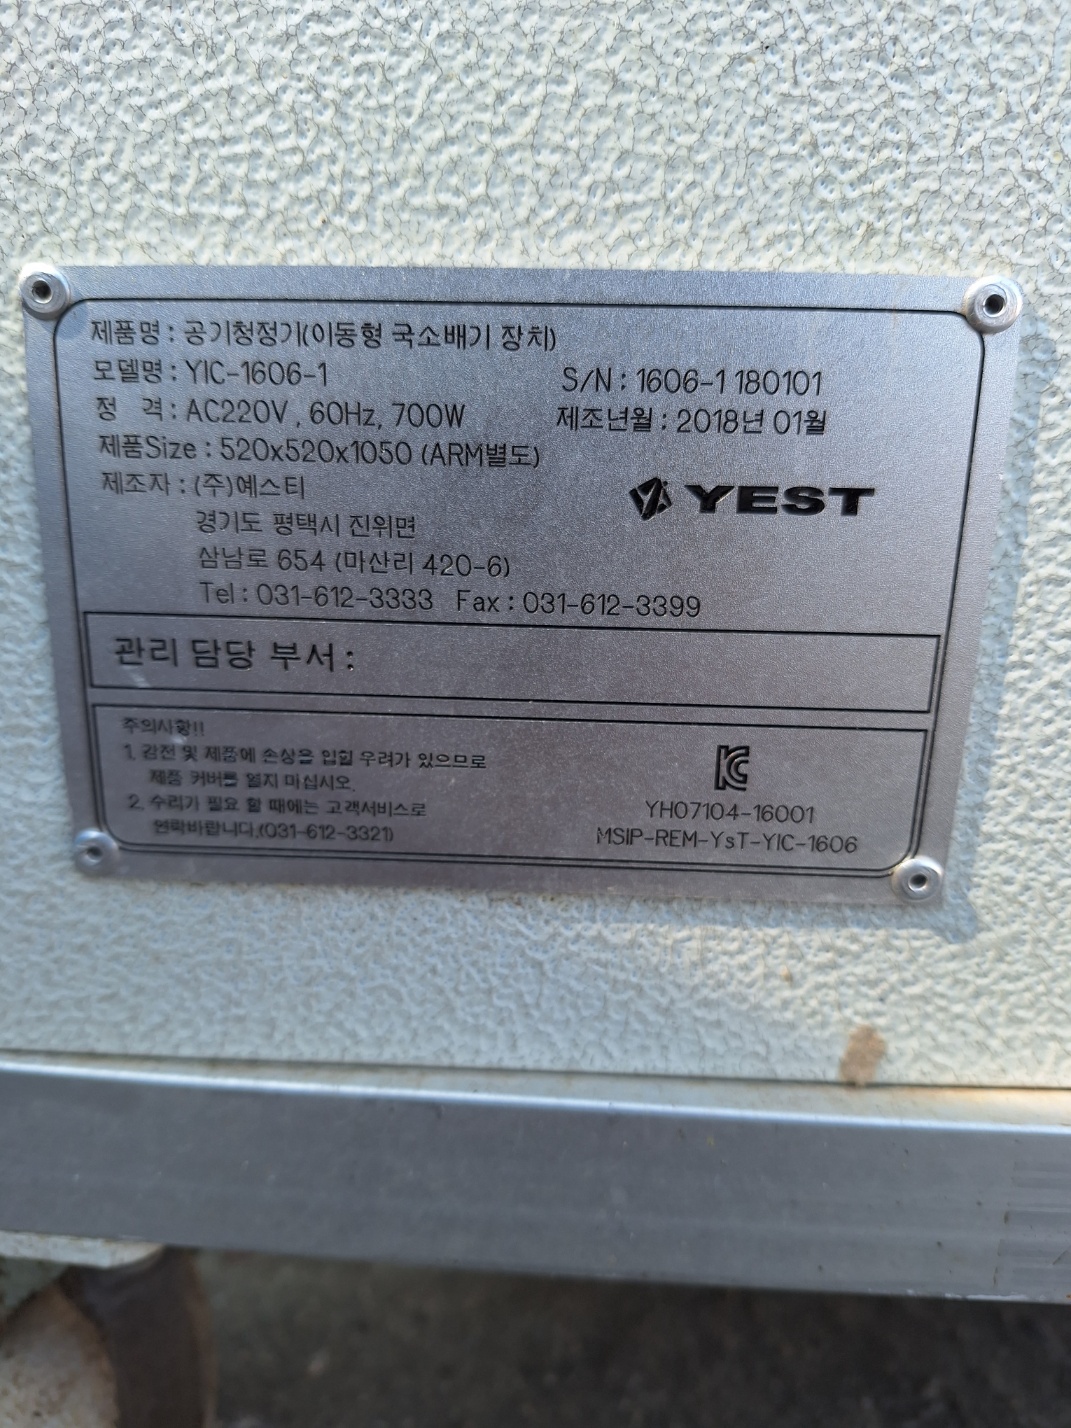 제품명 : 공기청정기(이동형 국소배기 장치)
모델명 : YIC-1606-1 S/N : 1606-1 180101
정 격 : AC220V , 60Hz, 700W 제조년월 : 2018년 01월
제품Size : 520x520x1050 (ARM별도)
제조자 : (주)예스티 YEST
경기도 평택시 진위면
삼남로 654 (마산리 420-6)
Tel : 031-612-3333 Fax : 031-612-3399
관리 담당 부서 :
주의사항!!
1. 감전 및 제품에 손상을 입힐 우려가 있으므로
제품 커버를 열지 마십시오.
2. 수리가 필요 할 때에는 고객서비스로
연락바랍니다.(031-612-3321)
KC
YH07104-16001
MSIP-REM-YsT-YIC-1606